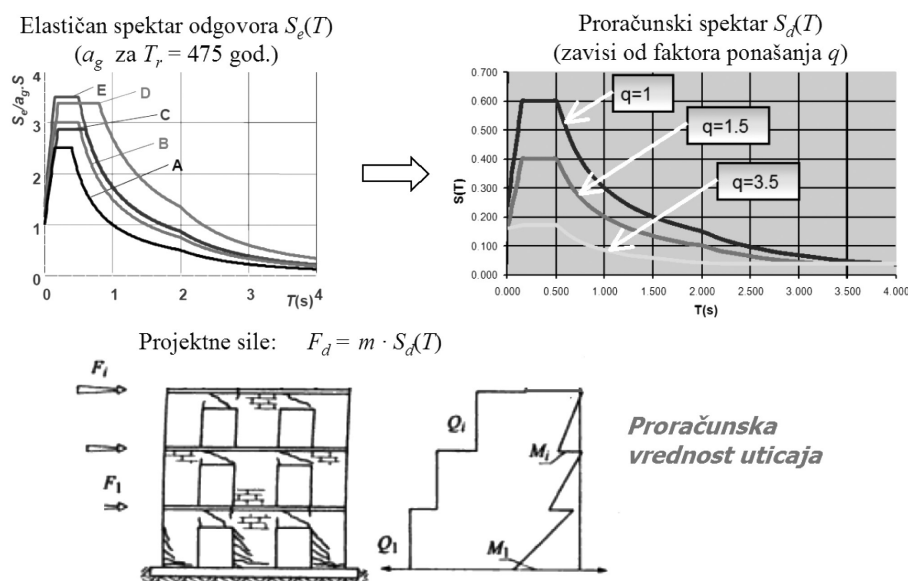 Elastičan spektar odgovora Se(T)
(ag za Tr = 475 god.)
Proračunski spektar Sd(T)
(zavisi od faktora ponašanja q)
Se/ag.S
4
3
2
1
0
E
D
C
B
A
0
1
2
3
4
T(s)
S(T)
0.700
0.600
0.500
0.400
0.300
0.200
0.100
0.000
q=1
q=1.5
q=3.5
0.000
0.500
1.000
1.500
2.000
2.500
3.000
3.500
4.000
T(s)
Projektne sile: Fd = m · Sd(T)
Fi
F1
Qi
Mi
Q1
M1
Proračunska
vrednost uticaja